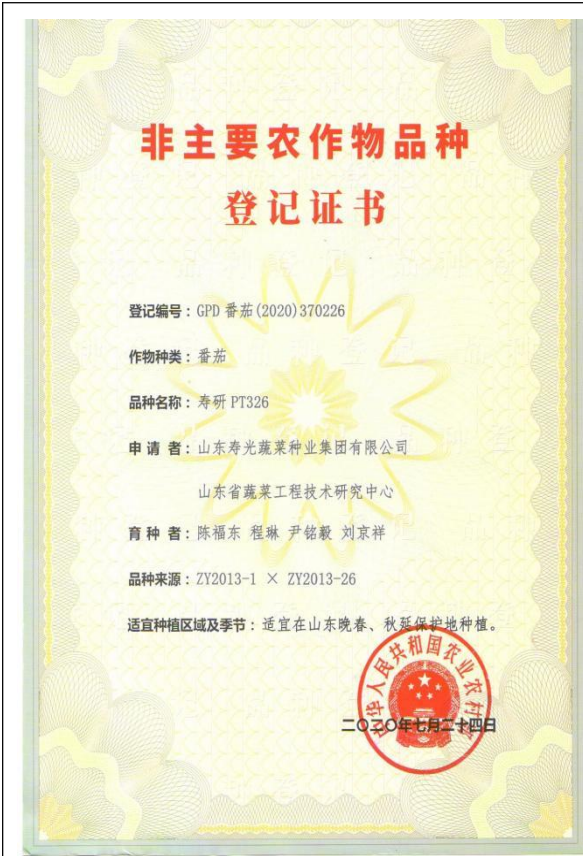 非主要农作物品种
登记证书
登记编号：GPD 番茄(2020)370226
作物种类：番茄
品种名称：寿研 PT326
申请者：山东寿光蔬菜种业集团有限公司
山东省蔬菜工程技术研究中心
育种者：陈福东 程琳 尹铭毅 刘京祥
品种来源：ZY2013-1 × ZY2013-26
适宜种植区域及季节：适宜在山东晚春、秋延保护地种植。
中华人民共和国农业农村部
二〇二〇年七月二十四日